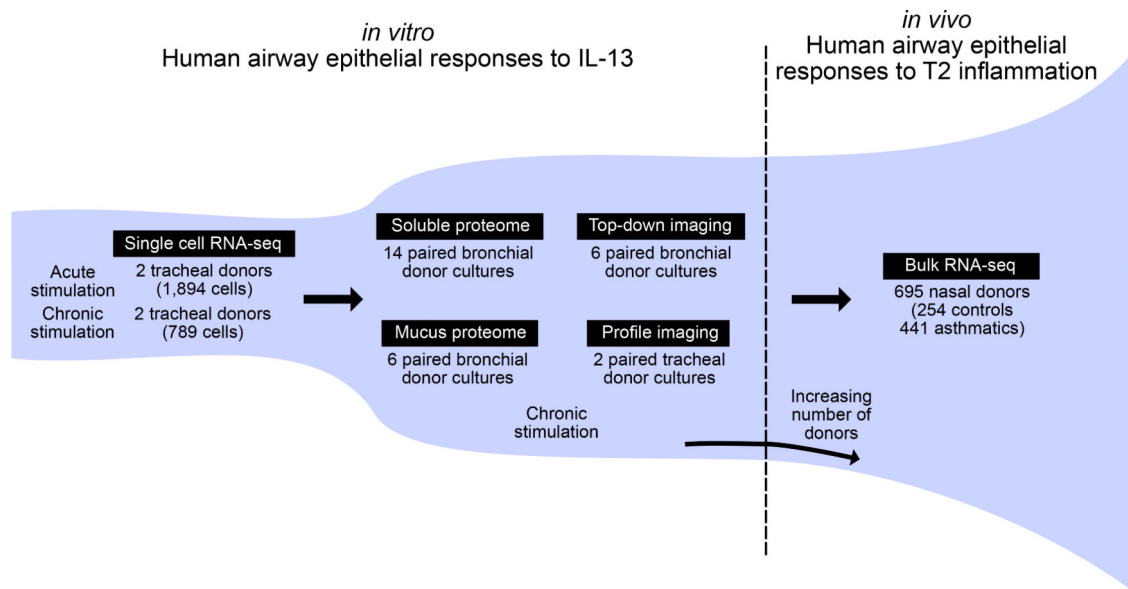 in vitro
Human airway epithelial responses to IL-13
in vivo
Human airway epithelial
responses to T2 inflammation
Single cell RNA-seq
Acute
stimulation
2 tracheal donors
(1,894 cells)
Chronic
stimulation
2 tracheal donors
(789 cells)
Soluble proteome
14 paired bronchial
donor cultures
Top-down imaging
6 paired bronchial
donor cultures
Mucus proteome
6 paired bronchial
donor cultures
Profile imaging
2 paired tracheal
donor cultures
Chronic
stimulation
Bulk RNA-seq
695 nasal donors
(254 controls
441 asthmatics)
Increasing
number of
donors